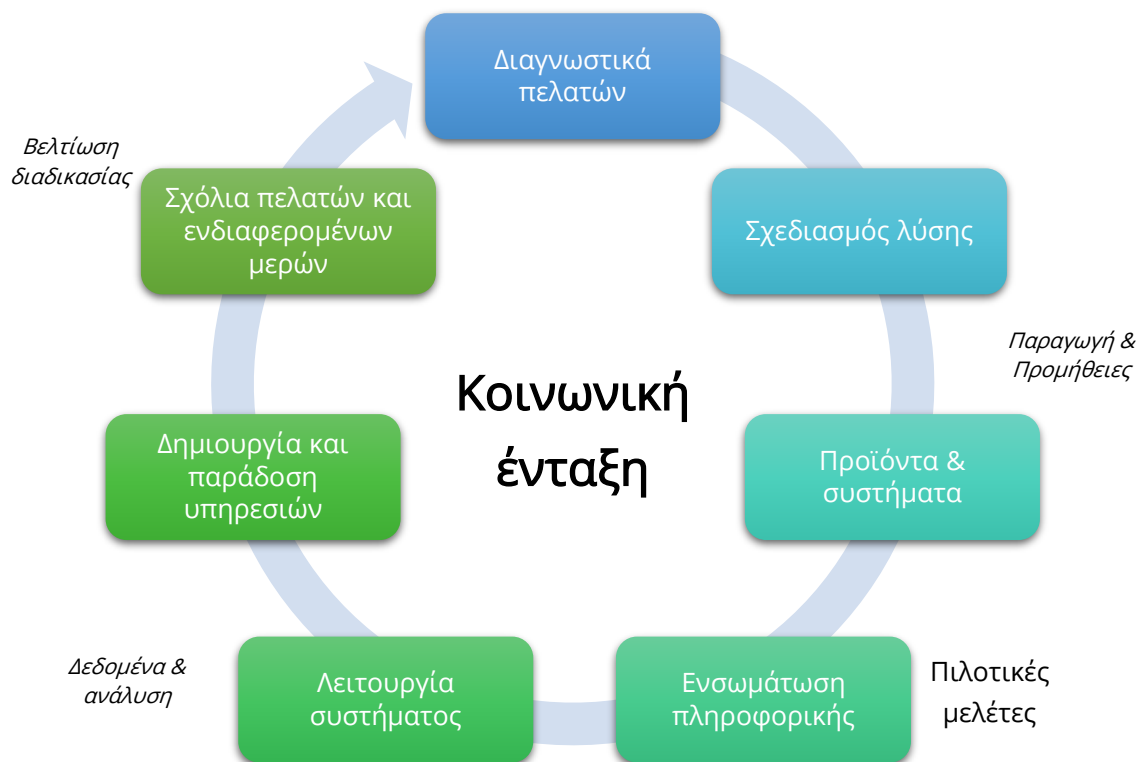 Διαγνωστικά
πελατών
Σχεδιασμός λύσης
Παραγωγή &
Προμήθειες
Προϊόντα &
συστήματα
Πιλοτικές
μελέτες
Ενσωμάτωση
πληροφορικής
Λειτουργία
συστήματος
Δεδομένα &
ανάλυση
Δημιουργία και
παράδοση
υπηρεσιών
Σχόλια πελατών και
ενδιαφερομένων
μερών
Βελτίωση
διαδικασίας
Κοινωνική
ένταξη